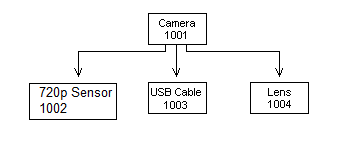 Camera
1001
720p Sensor
1002
USB Cable
1003
Lens
1004